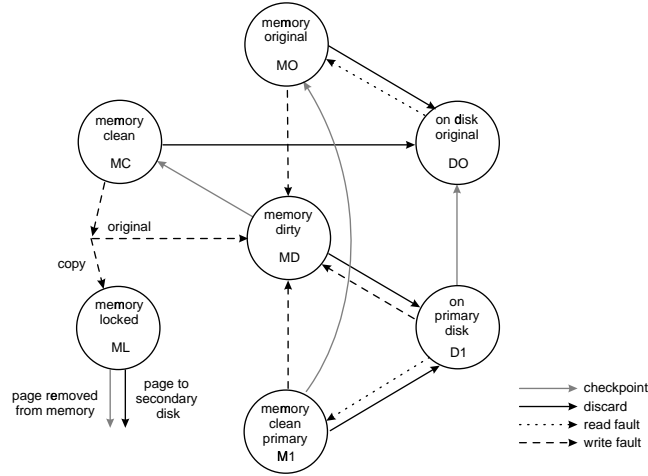 memory
original
MO
memory
clean
MC
on disk
original
DO
memory
dirty
MD
original
copy
memory
locked
ML
on
primary
disk
D1
page removed
from memory
page to
secondary
disk
memory
clean
primary
M1
checkpoint
discard
read fault
write fault